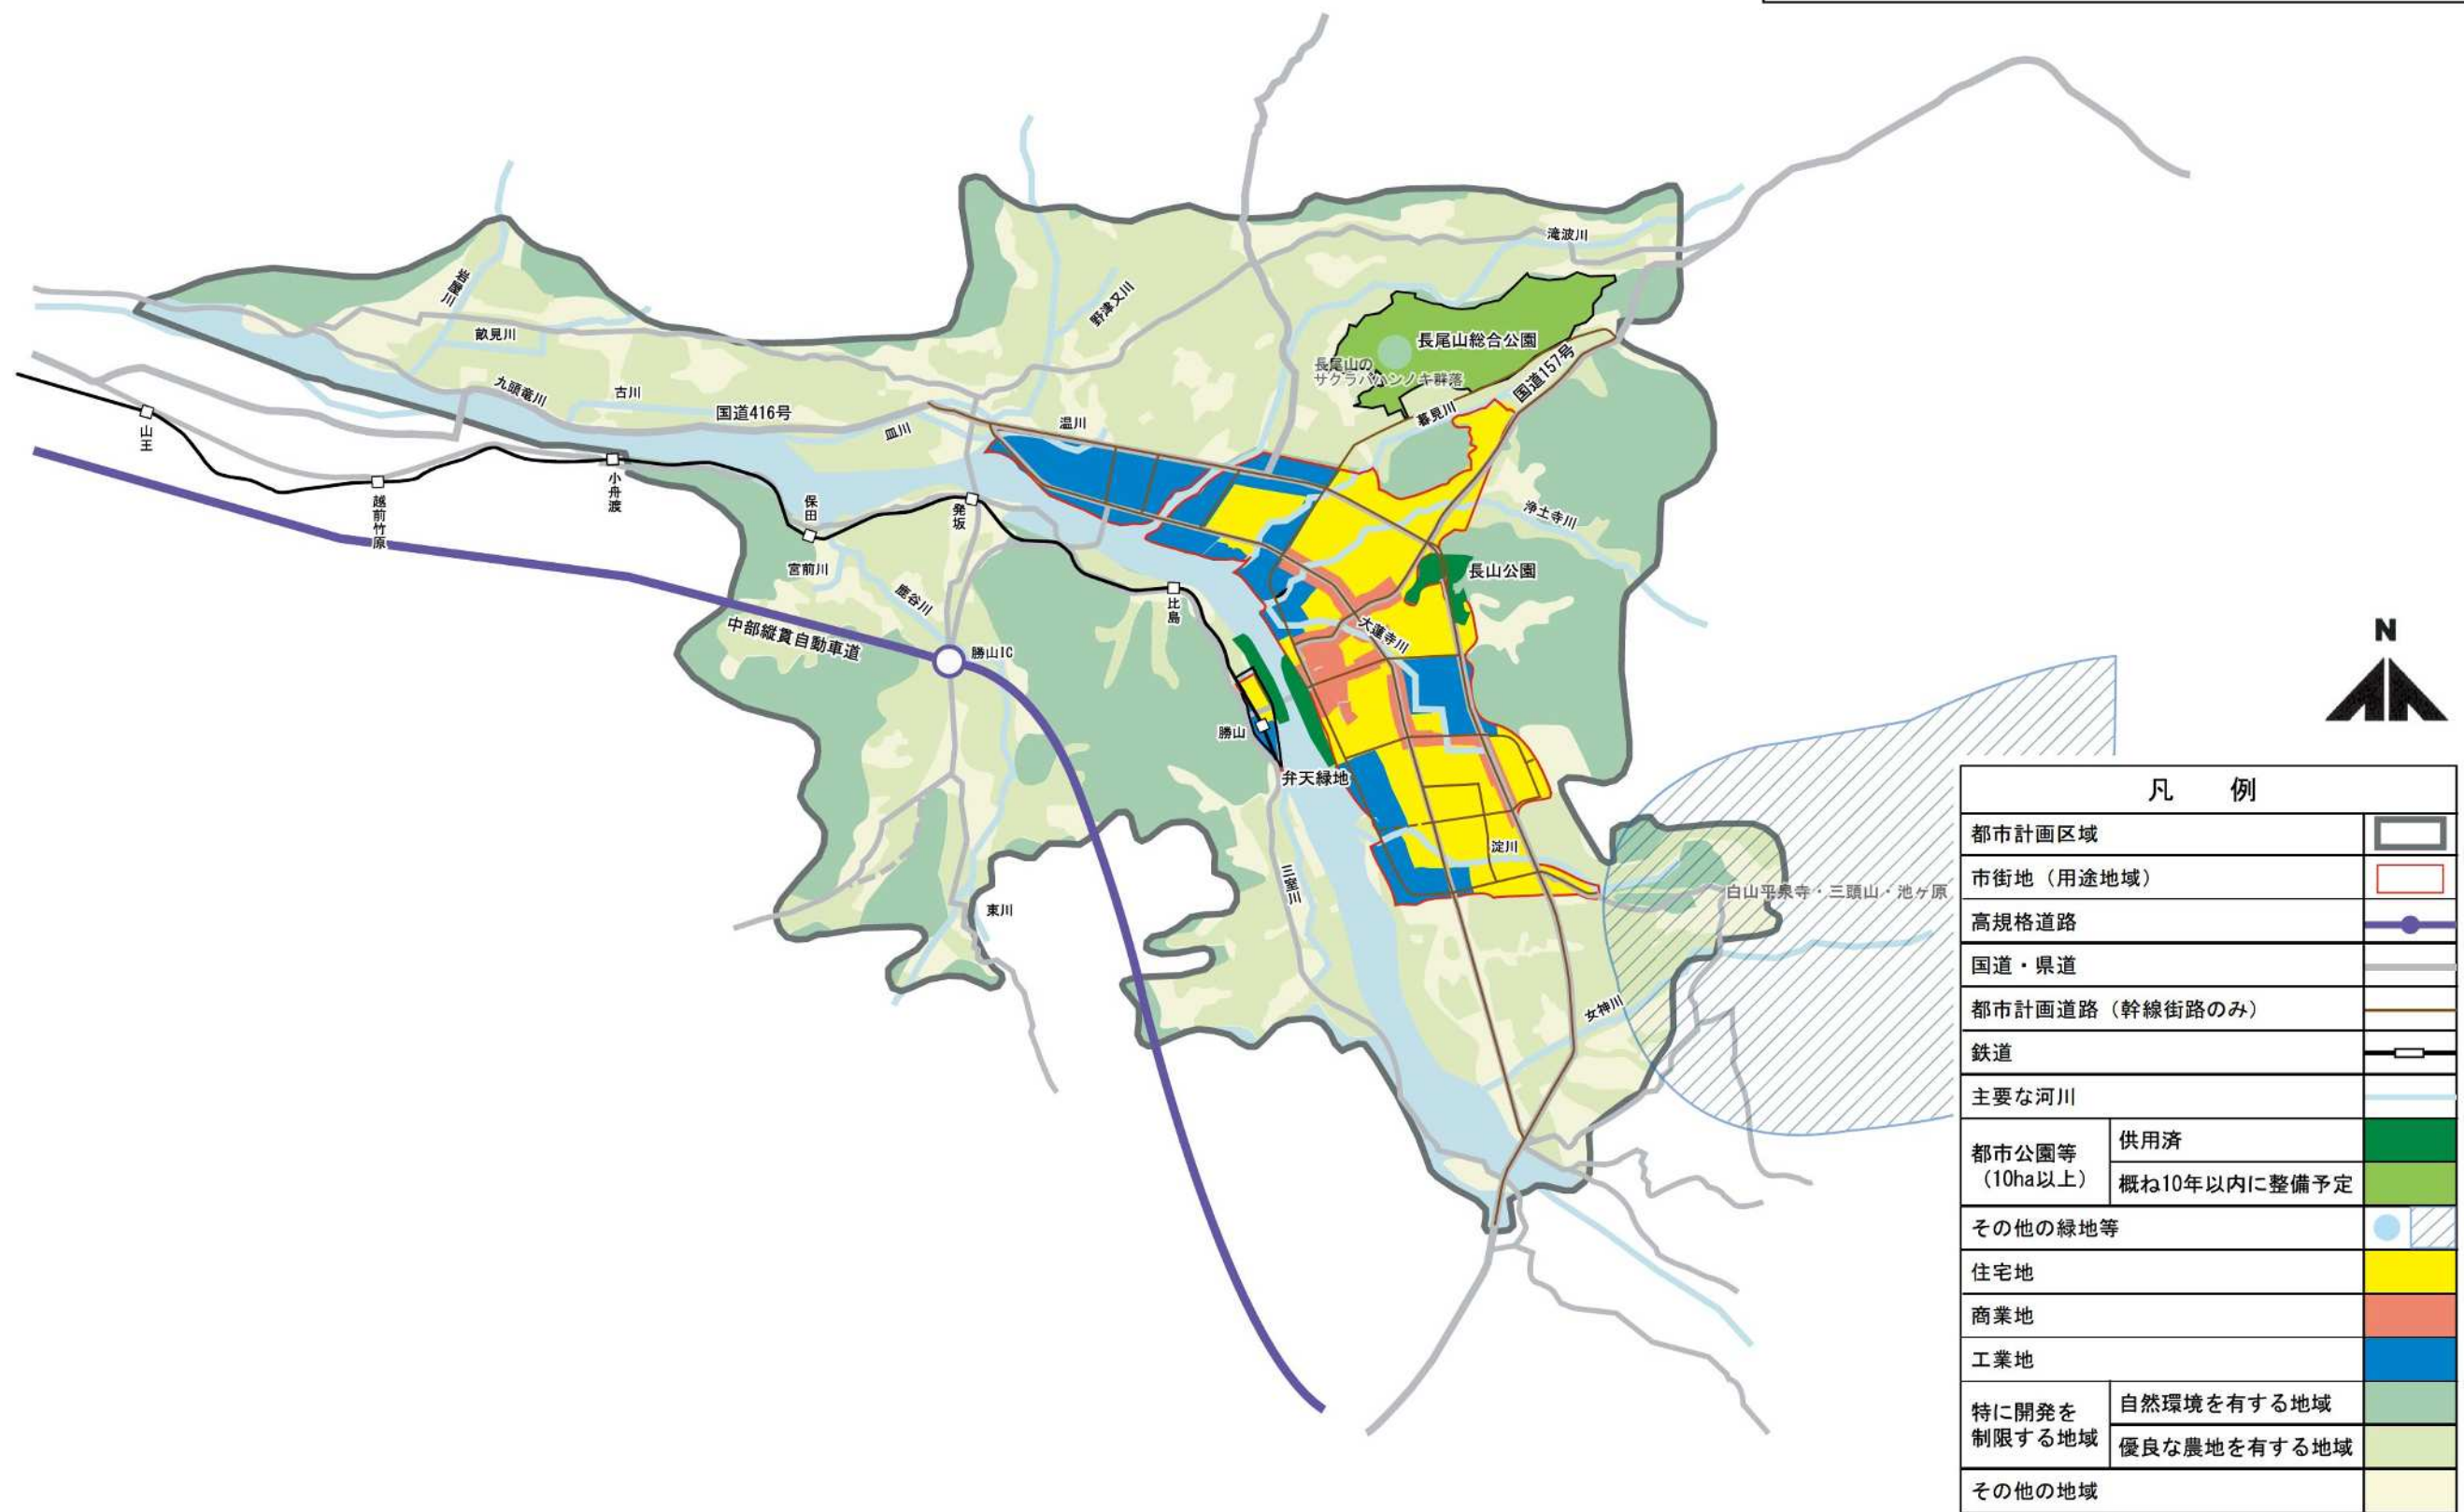 滝波川
岩屋川
野津又川
畝見川
長尾山総合公園
長尾山の
サクラバハンノキ群落
国道157号
九頭竜川
古川
国道416号
皿川
温川
暮見川
山王
越前竹原
小舟渡
保田
発坂
浄土寺川
宮前川
鹿谷川
長山公園
比島
中部縦貫自動車道
勝山IC
大蓮寺川
勝山
弁天緑地
淀川
三室川
東川
白山平泉寺・三頭山・池ヶ原
女神川
N
凡 例
都市計画区域
市街地（用途地域）
高規格道路
国道・県道
都市計画道路（幹線街路のみ）
鉄道
主要な河川
都市公園等
（10ha以上）
供用済
概ね10年以内に整備予定
その他の緑地等
住宅地
商業地
工業地
特に開発を
制限する地域
自然環境を有する地域
優良な農地を有する地域
その他の地域